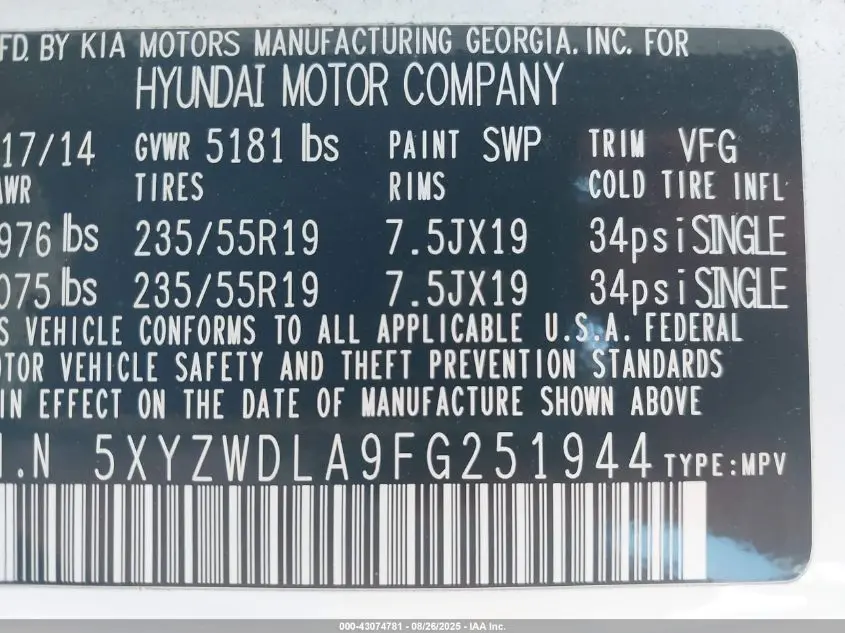 FD. BY KIA MOTORS MANUFACTURING GEORGIA. INC. FOR
HYUNDAI MOTOR COMPANY
17/14 GVWR 5181 lbs PAINT SWP TRIM VFG
AWR TIRES RIMS COLD TIRE INFL
976 lbs 235/55R19 7.5JX19 34psi SINGLE
075 lbs 235/55R19 7.5JX19 34psi SINGLE
S VEHICLE CONFORMS TO ALL APPLICABLE U.S.A. FEDERAL
OTOR VEHICLE SAFETY AND THEFT PREVENTION STANDARDS
IN EFFECT ON THE DATE OF MANUFACTURE SHOWN ABOVE
I.N 5XYZWDLA9FG251944 TYPE:MPV
000-43074781 - 08/26/2025 - IAA Inc.